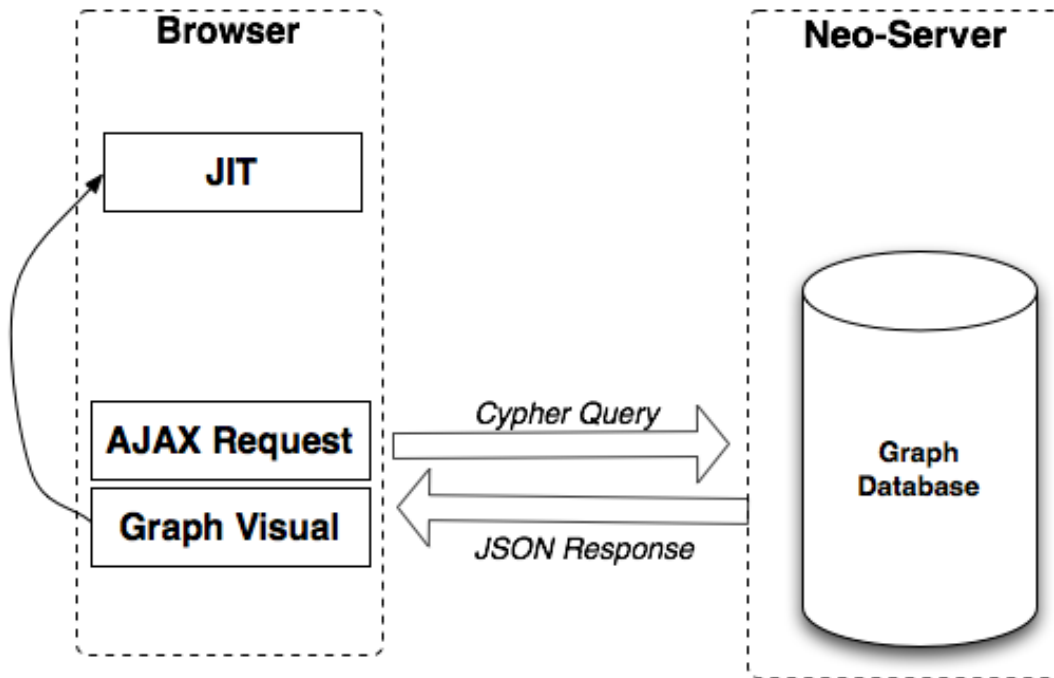 Browser
Neo-Server
JIT
AJAX Request
Graph Visual
Cypher Query
JSON Response
Graph
Database